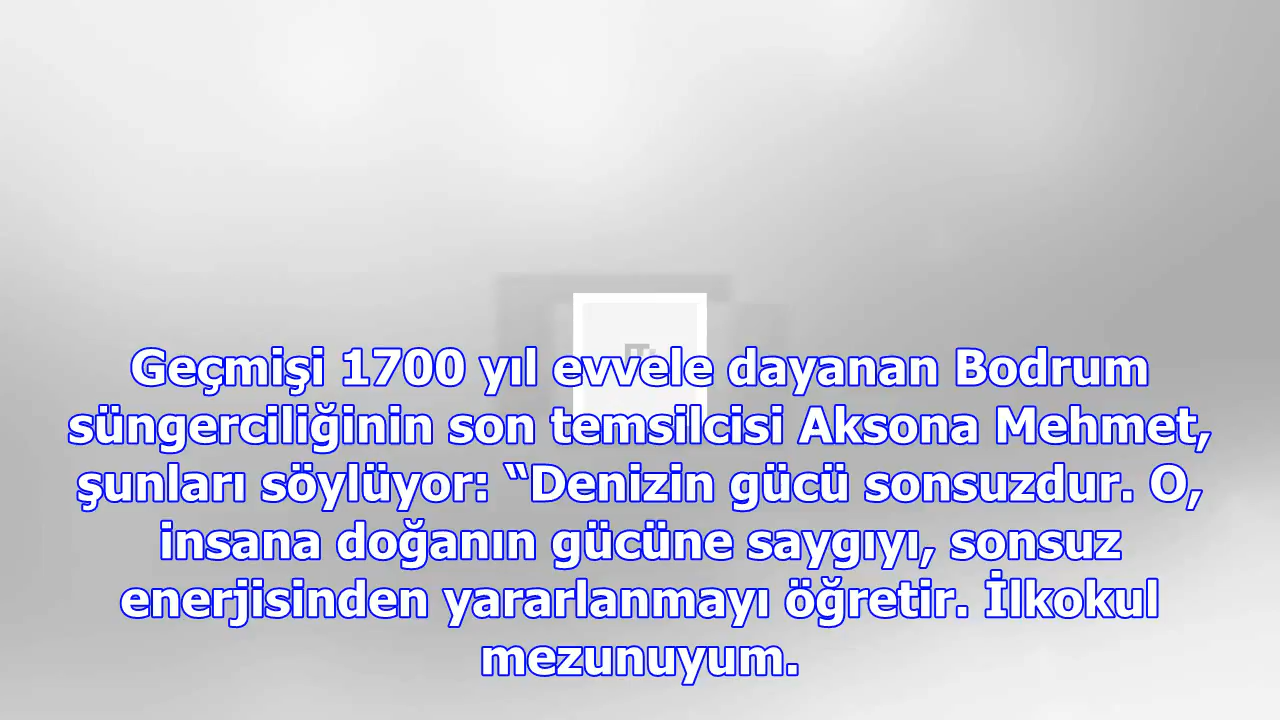 Geçmişi 1700 yıl evvele dayanan Bodrum
süngerciliğinin son temsilcisi Aksona Mehmet,
şunları söylüyor: “Denizin gücü sonsuzdur. O,
insana doğanın gücüne saygıyı, sonsuz
enerjisinden yararlanmayı öğretir. İlkokul
mezunuyum.